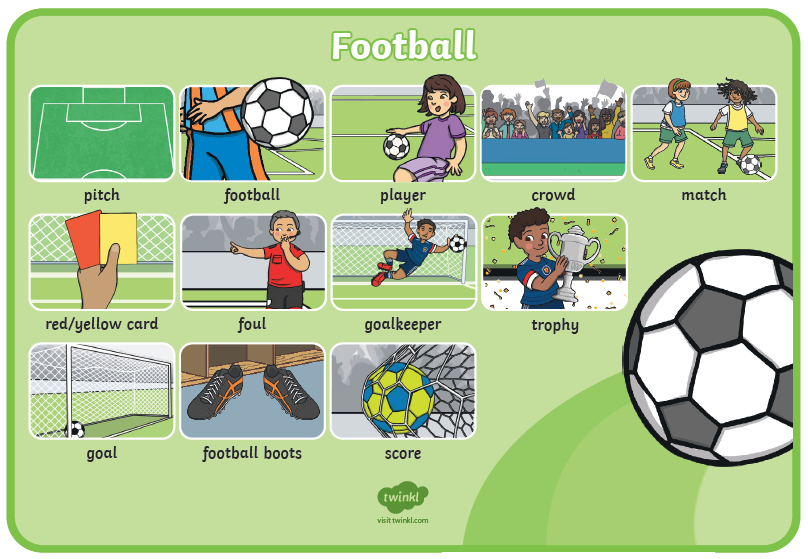 Football
pitch
football
player
crowd
match
red/yellow card
foul
goalkeeper
trophy
goal
football boots
score
twinkl
visit twinkl.com